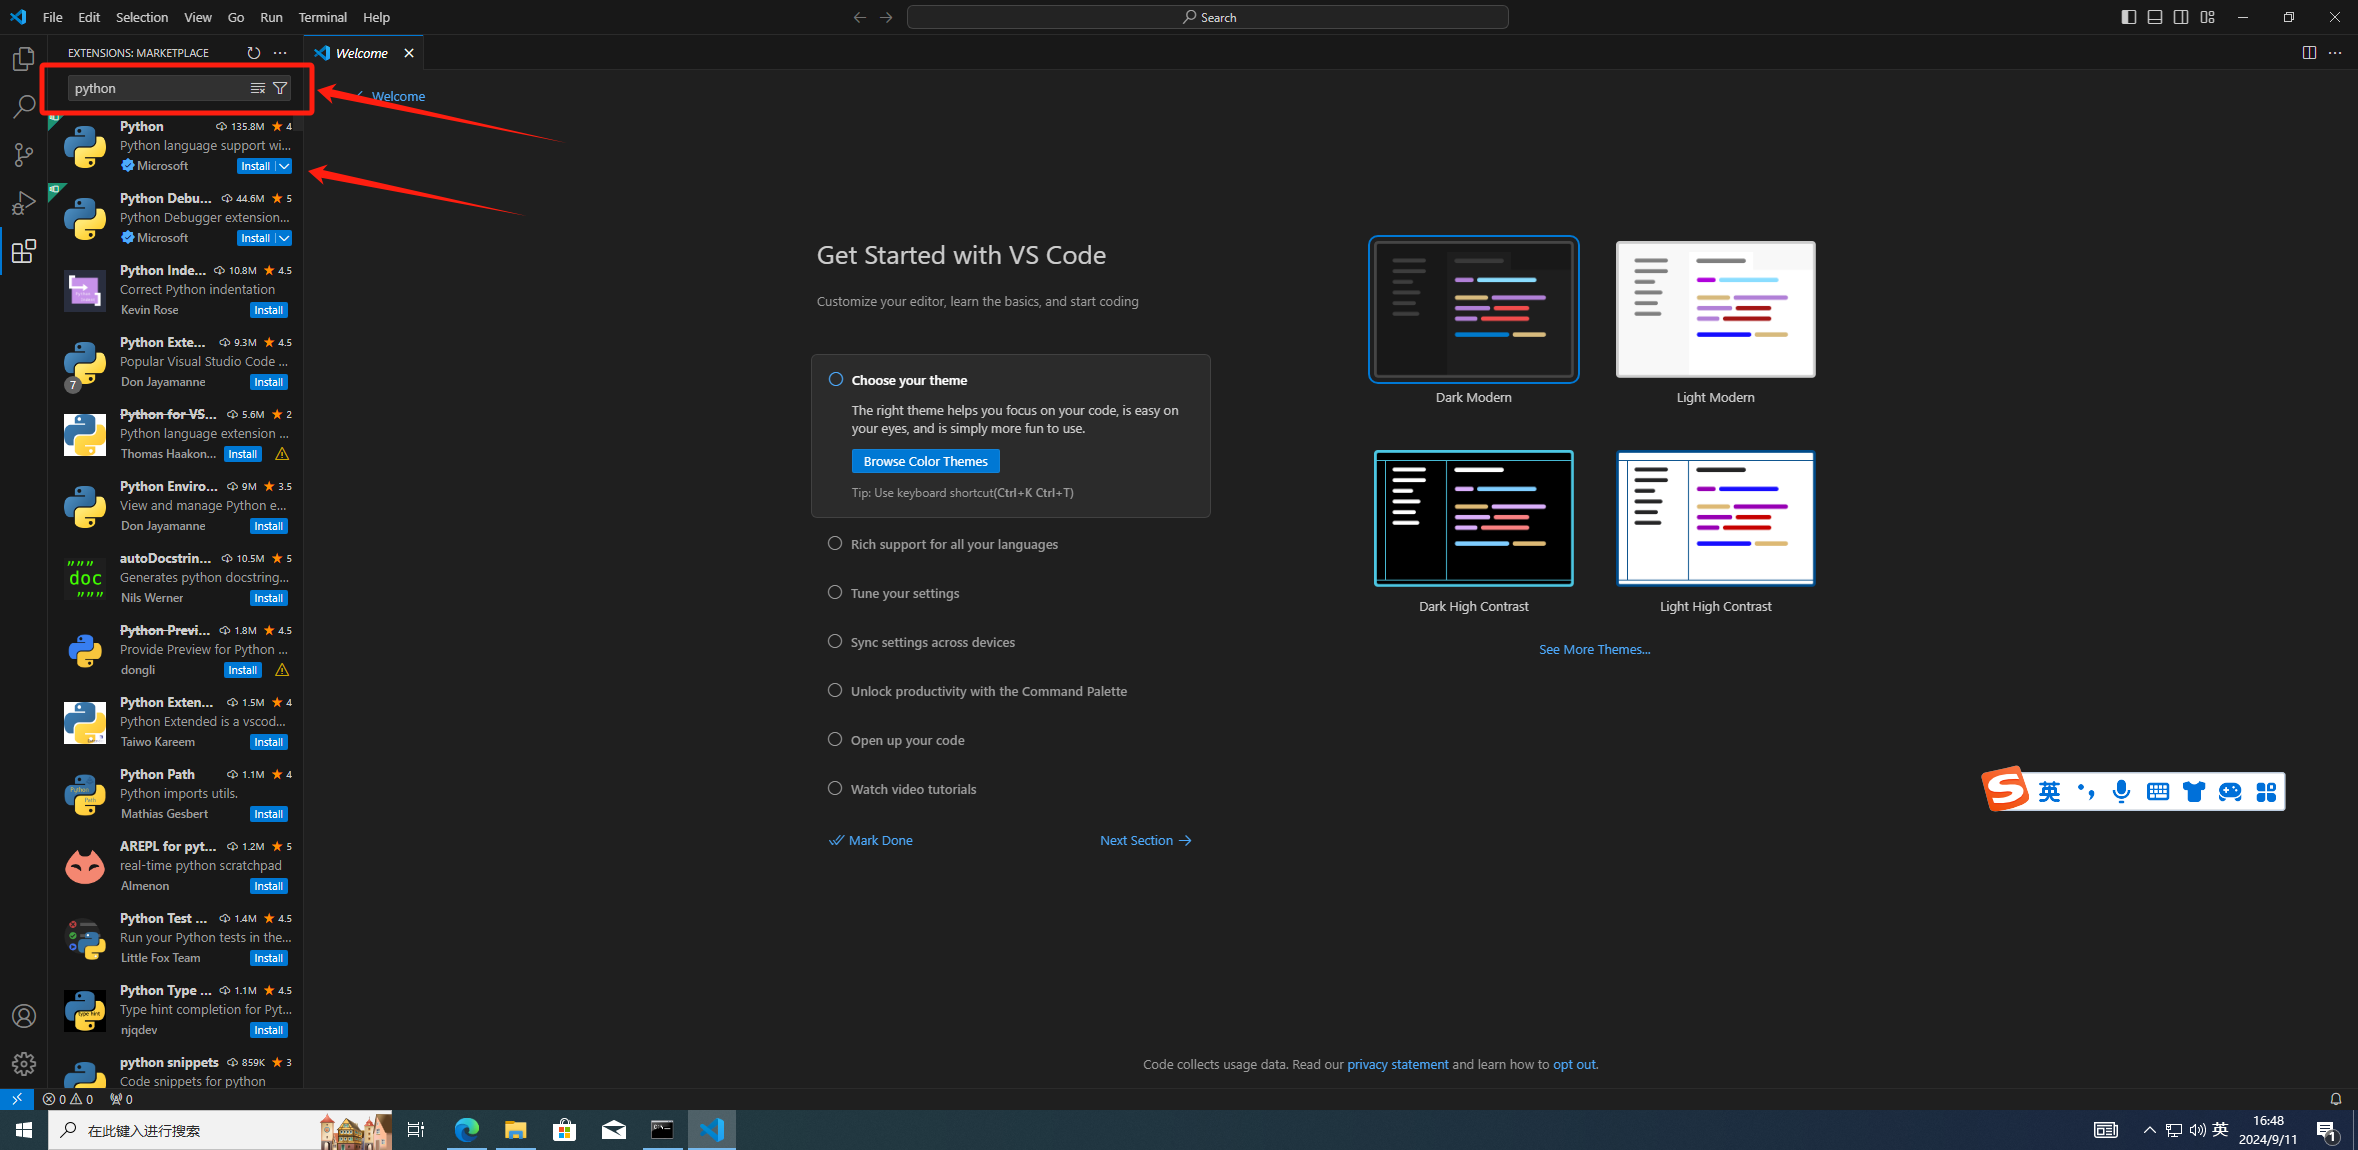 File Edit Selection View Go Run Terminal Help
Search
EXTENSIONS: MARKETPLACE
Welcome
python
Welcome
Python 135.8M 4
Python language support wi...
Microsoft Install
Python Debu... 44.6M 5
Python Debugger extension...
Microsoft Install
Python Inde... 10.8M 4.5
Correct Python indentation
Kevin Rose Install
Python Exte... 9.3M 4.5
Popular Visual Studio Code ...
7
Don Jayamanne Install
Python for VS... 5.6M 2
Python language extension ...
Thomas Haakon... Install
Python Enviro... 9M 3.5
View and manage Python e...
Don Jayamanne Install
autoDocstrin... 10.5M 5
"""
doc
"""
Generates python docstring...
Nils Werner Install
Python Previ... 1.8M 4.5
Provide Preview for Python ...
dongli Install
Python Exten... 1.5M 4
Python Extended is a vscod...
Taiwo Kareem Install
Python Path 1.1M 4
Python
Path
Python imports utils.
Mathias Gesbert Install
AREPL for pyt... 1.2M 5
real-time python scratchpad
Almenon Install
Python Test ... 1.4M 4.5
Run your Python tests in the...
Little Fox Team Install
Python Type ... 1.1M 4.5
Type hint
Type hint completion for Pyt...
njqdev Install
python snippets 859K 3
Code snippets for python
Get Started with VS Code
Customize your editor, learn the basics, and start coding
Choose your theme
The right theme helps you focus on your code, is easy on
your eyes, and is simply more fun to use.
Browse Color Themes
Tip: Use keyboard shortcut(Ctrl+K Ctrl+T)
Rich support for all your languages
Tune your settings
Sync settings across devices
Unlock productivity with the Command Palette
Open up your code
Watch video tutorials
Mark Done Next Section
Dark Modern Light Modern
Dark High Contrast Light High Contrast
See More Themes...
S 英
Code collects usage data. Read our privacy statement and learn how to opt out.
0 0 0
在此键入进行搜索
英
16:48
2024/9/11
1